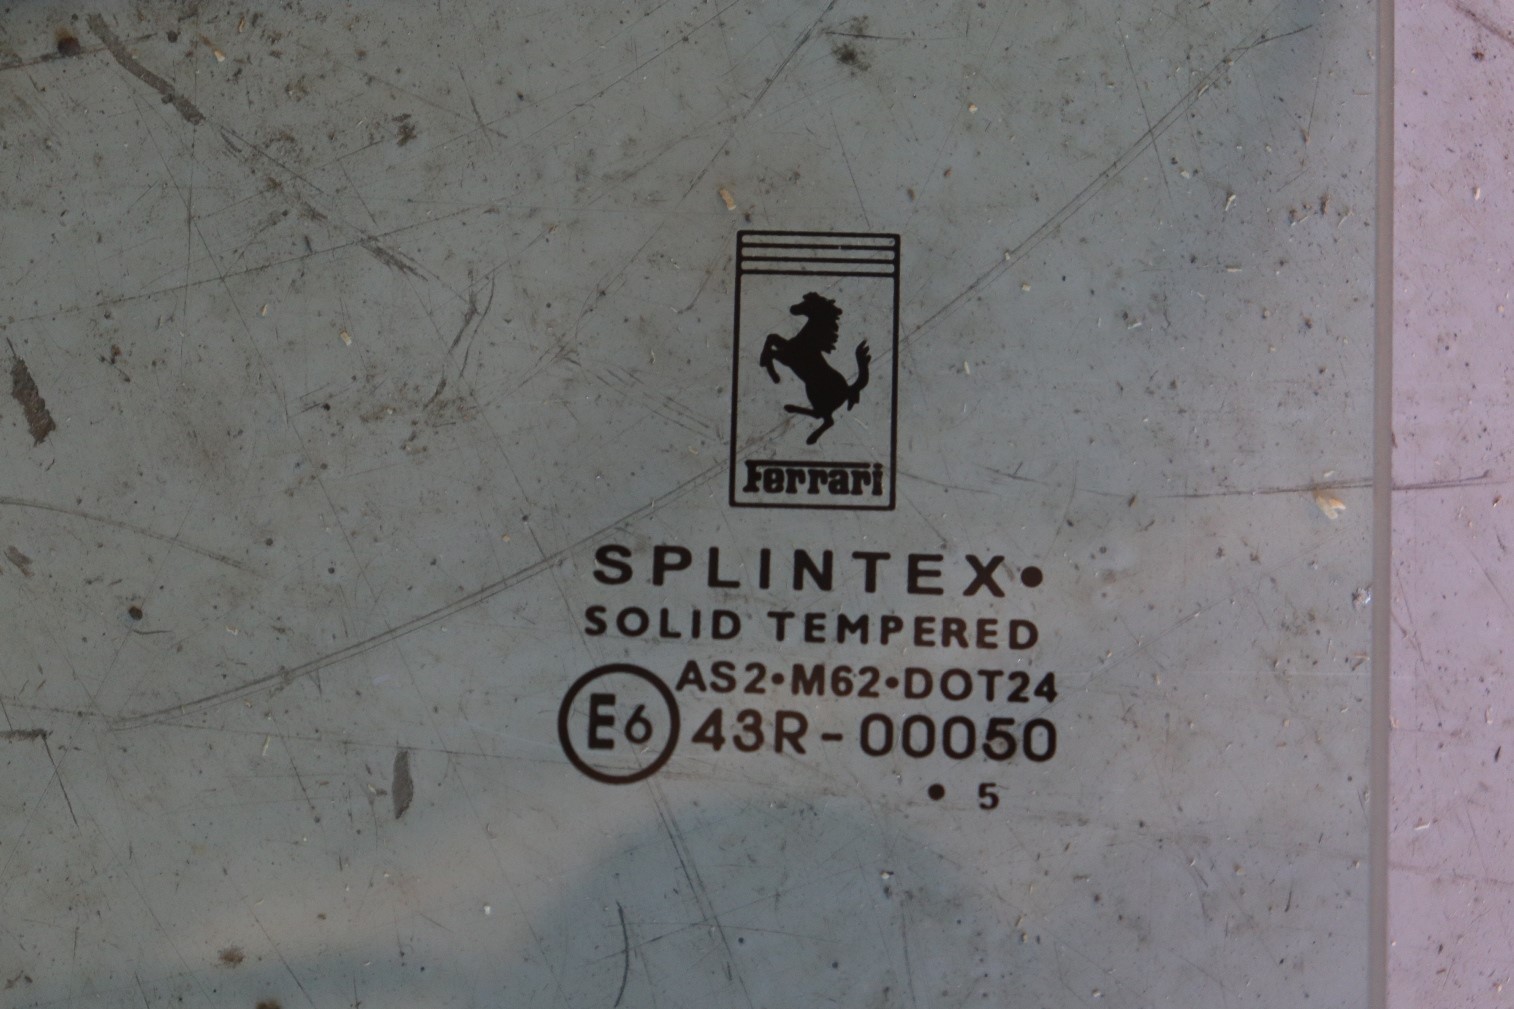 Ferrari
SPLINTEX•
SOLID TEMPERED
AS2•M62•DOT24
E6 43R-00050
• 5